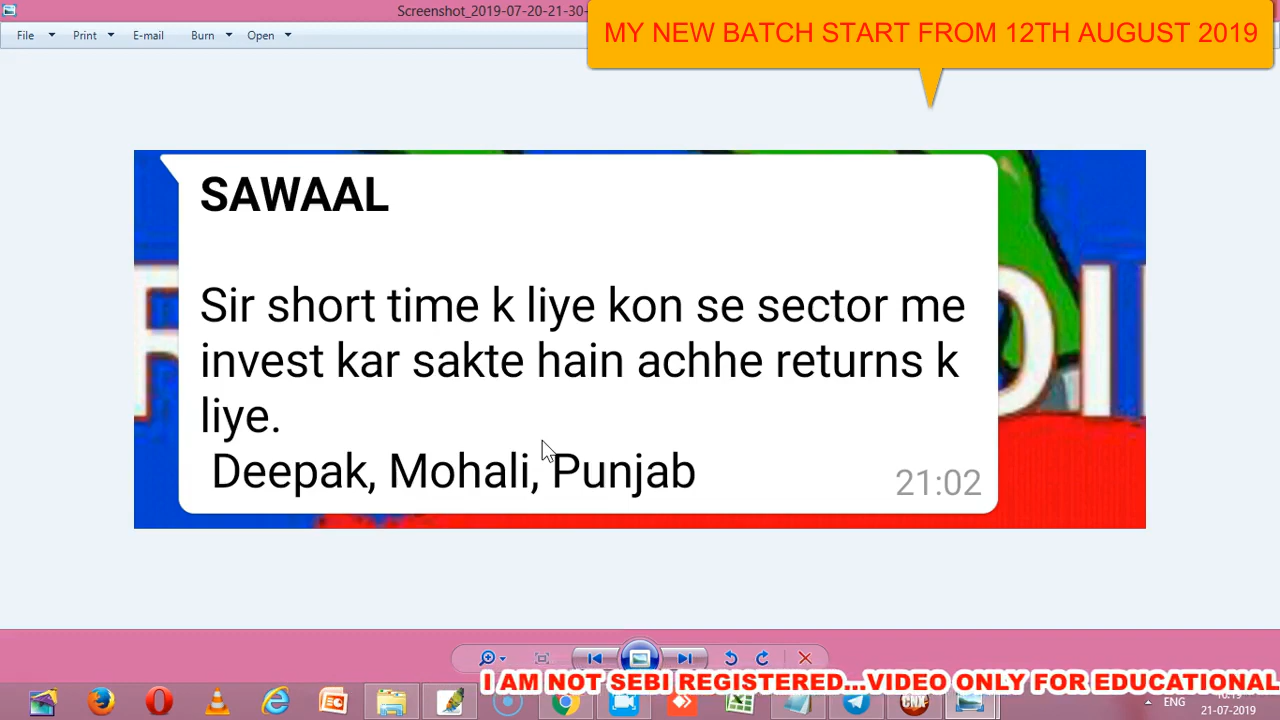 Screenshot_2019-07-20-21-30-
MY NEW BATCH START FROM 12TH AUGUST 2019
File Print E-mail Burn Open
SAWAAL
Sir short time k liye kon se sector me
invest kar sakte hain achhe returns k
liye.
Deepak, Mohali, Punjab
21:02
I AM NOT SEBI REGISTERED...VIDEO ONLY FOR EDUCATIONAL
ENG
21-07-2019